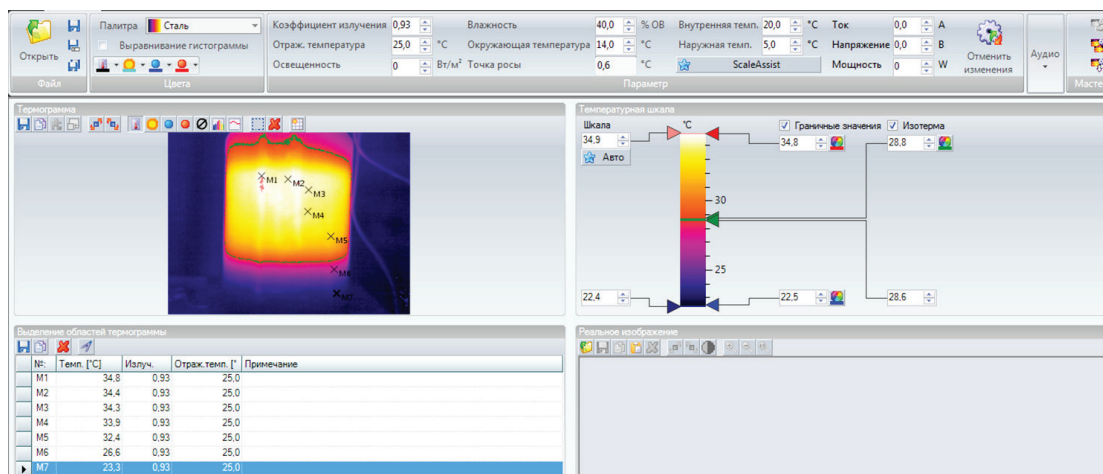 Палитра Сталь Коэффициент излучения 0,93 Влажность 40,0 % ОВ Внутренняя темп. 20,0 °C Ток 0,0 А
Открыть Выравнивание гистограммы Отраж. температура 25,0 °C Окружающая температура 14,0 °C Наружная темп. 5,0 °C Напряжение 0,0 В Отменить изменения Аудио
Освещенность 0 Вт/м² Точка росы 0,6 °C ScaleAssist Мощность 0 W
Файл Цвета Параметр Масте
Термограмма
M1
M2
M3
M4
M5
M6
M7
Температурная шкала
Шкала °C Граничные значения Изотерма
34,9 34,8 28,8
Авто
30
25
22,4 22,5 28,6
Выделение областей термограммы
№: Темп. [°C] Излуч. Отраж.темп. [° Примечание
M1 34,8 0,93 25,0
M2 34,4 0,93 25,0
M3 34,3 0,93 25,0
M4 33,9 0,93 25,0
M5 32,4 0,93 25,0
M6 26,6 0,93 25,0
M7 23,3 0,93 25,0
Реальное изображение